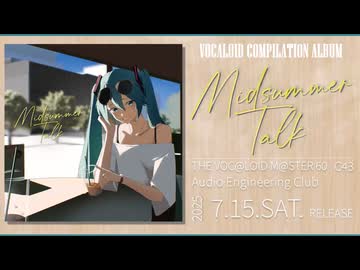 Midsummer
Talk
VOCALOID COMPILATION ALBUM
Midsummer
Talk
THE VOC@LOID M@STER 60 G43
Audio Engineering Club
2025 7.15.SAT. RELEASE